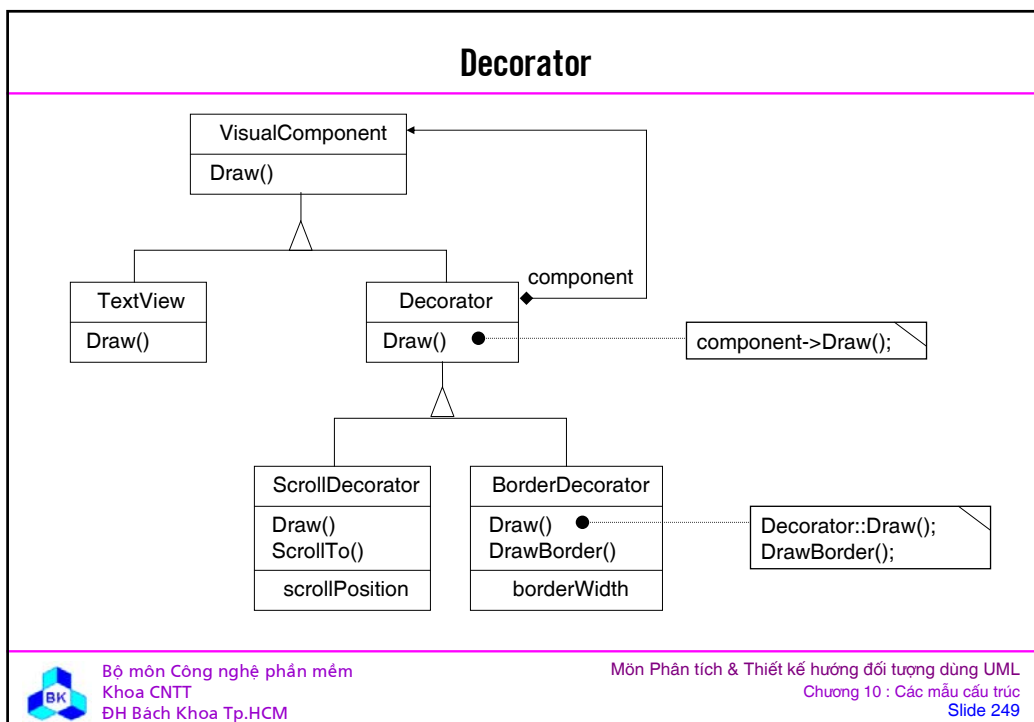 Decorator
VisualComponent
Draw()
component
TextView
Draw()
Decorator
Draw()
component->Draw();
ScrollDecorator
Draw()
ScrollTo()
scrollPosition
BorderDecorator
Draw()
DrawBorder()
borderWidth
Decorator::Draw();
DrawBorder();
BK
Bộ môn Công nghệ phần mềm
Khoa CNTT
ĐH Bách Khoa Tp.HCM
Môn Phân tích & Thiết kế hướng đối tượng dùng UML
Chương 10 : Các mẫu cấu trúc
Slide 249